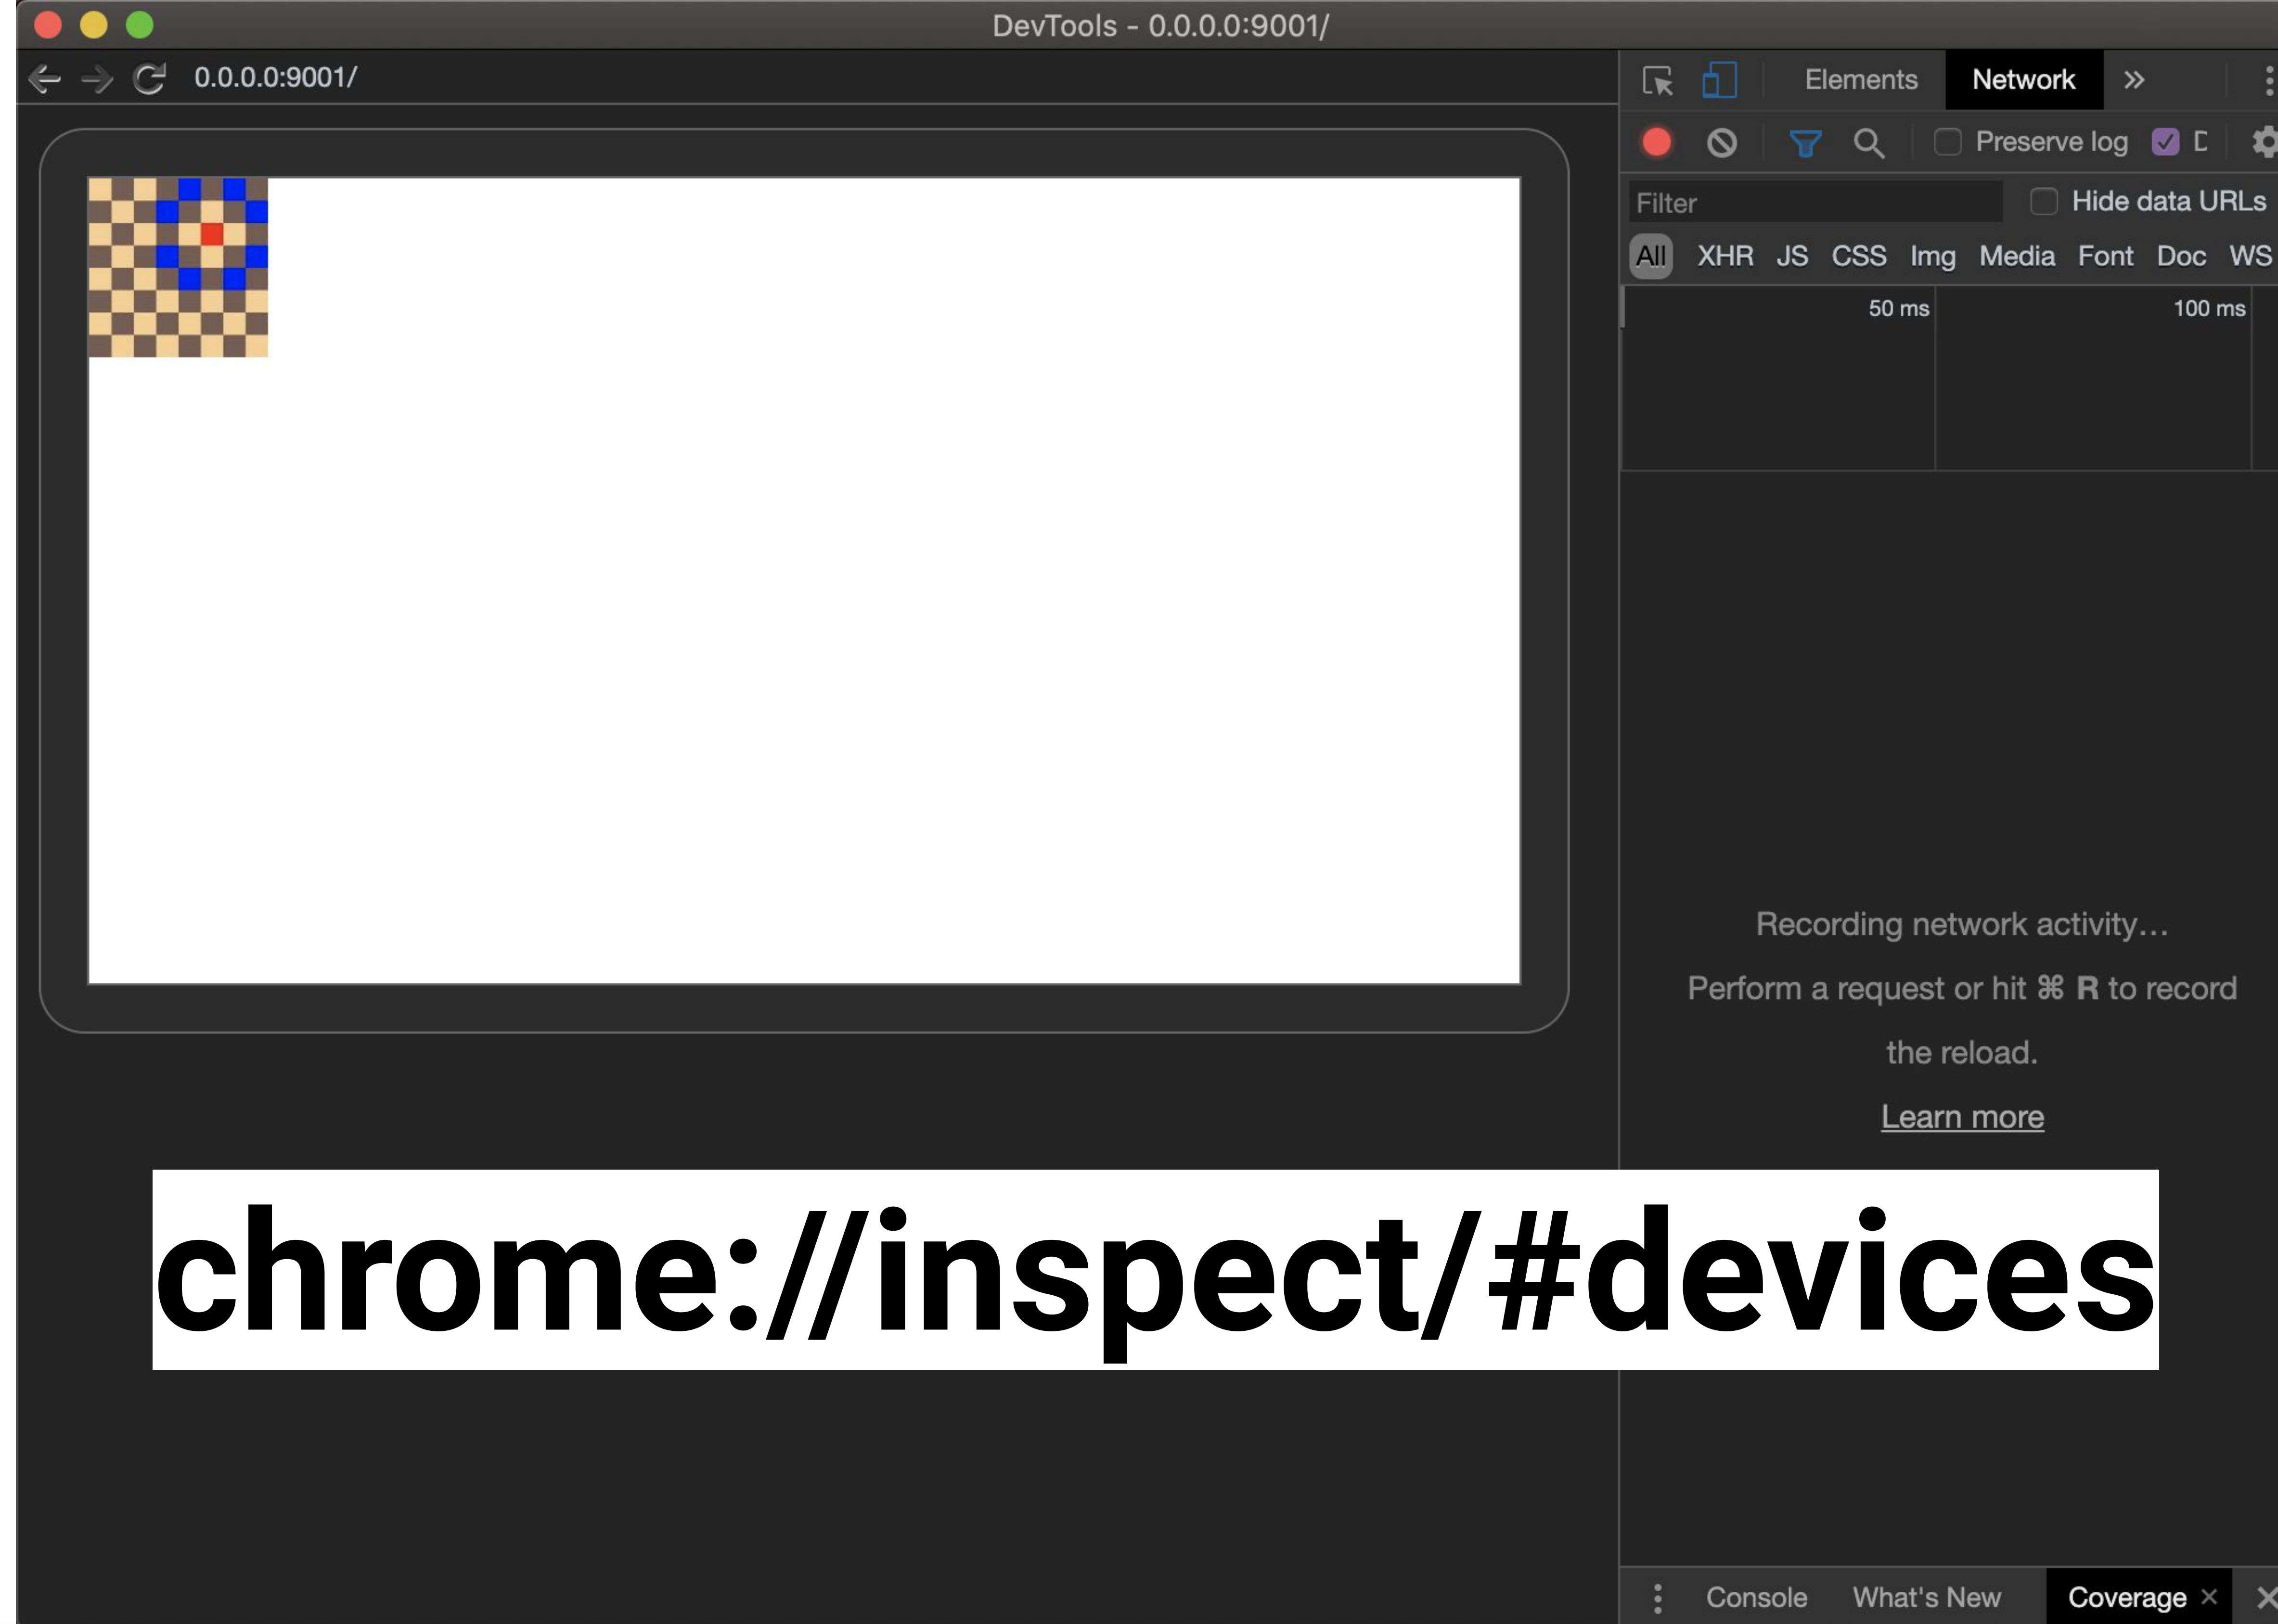 DevTools - 0.0.0.0:9001/
0.0.0.0:9001/
Elements Network
Preserve log
Filter Hide data URLs
All XHR JS CSS Img Media Font Doc WS
50 ms 100 ms
Recording network activity…
Perform a request or hit ⌘ R to record
the reload.
Learn more
chrome://inspect/#devices
Console What's New Coverage